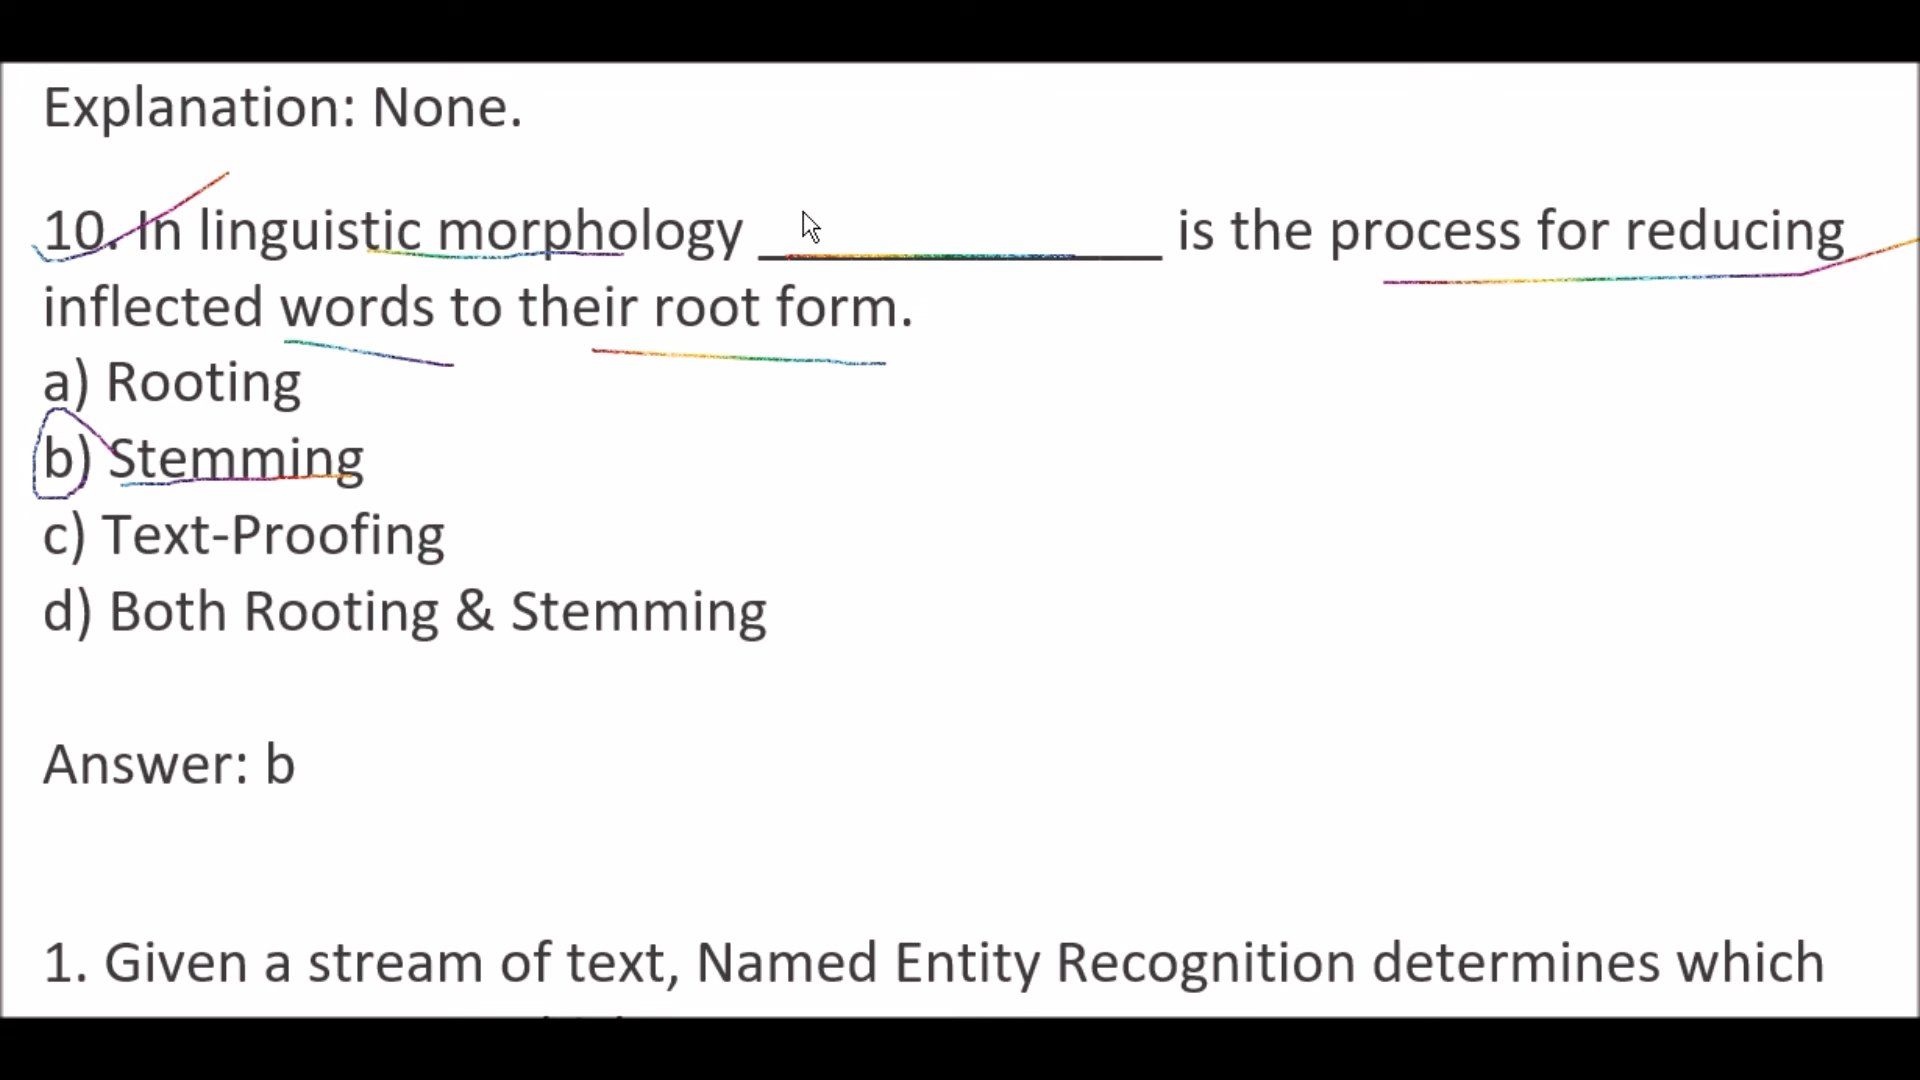 Explanation: None.
10. In linguistic morphology _____________ is the process for reducing
inflected words to their root form.
a) Rooting
b) Stemming
c) Text-Proofing
d) Both Rooting & Stemming
Answer: b
1. Given a stream of text, Named Entity Recognition determines which